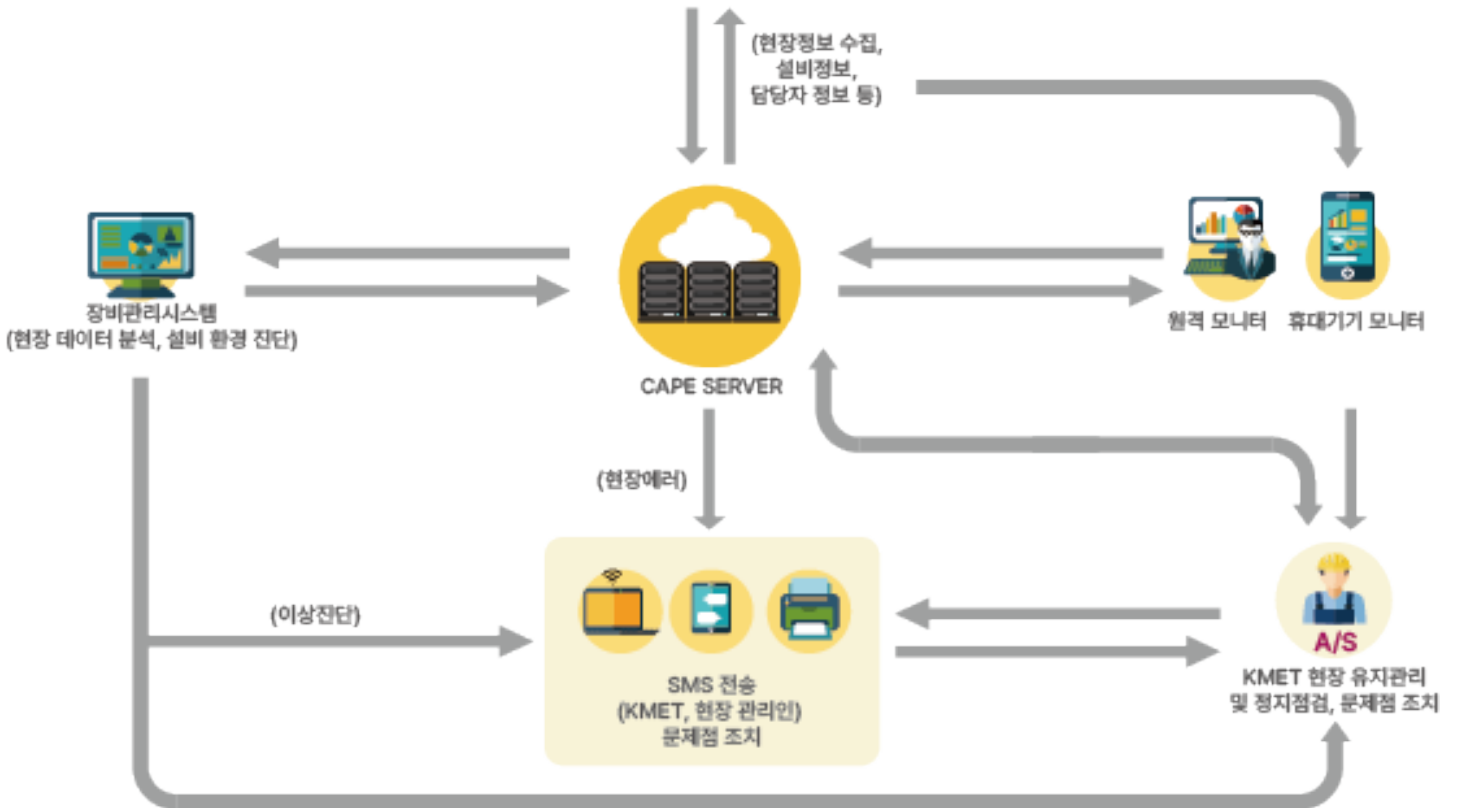 (현장정보 수집,
설비정보,
담당자 정보 등)
장비관리시스템
(현장 데이터 분석, 설비 환경 진단)
CAPE SERVER
원격 모니터
휴대기기 모니터
(현장에러)
(이상진단)
SMS 전송
(KMET, 현장 관리인)
문제점 조치
A/S
KMET 현장 유지관리
및 정지점검, 문제점 조치